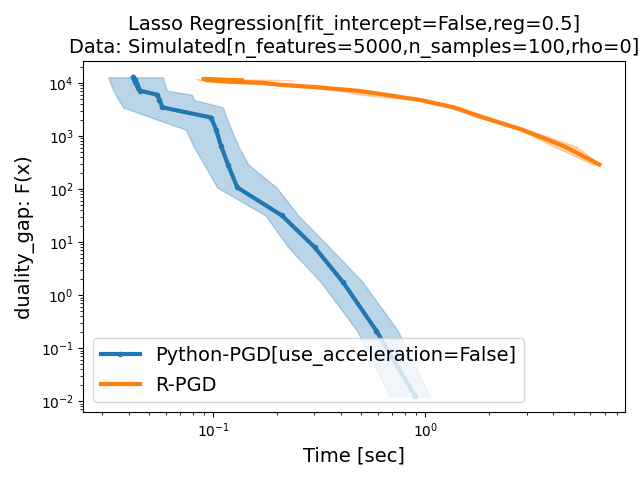 Lasso Regression[fit_intercept=False,reg=0.5]
Data: Simulated[n_features=5000,n_samples=100,rho=0]
duality_gap: F(x)
10⁴
10³
10²
10¹
10⁰
10⁻¹
10⁻²
Python-PGD[use_acceleration=False]
R-PGD
10⁻¹
10⁰
Time [sec]